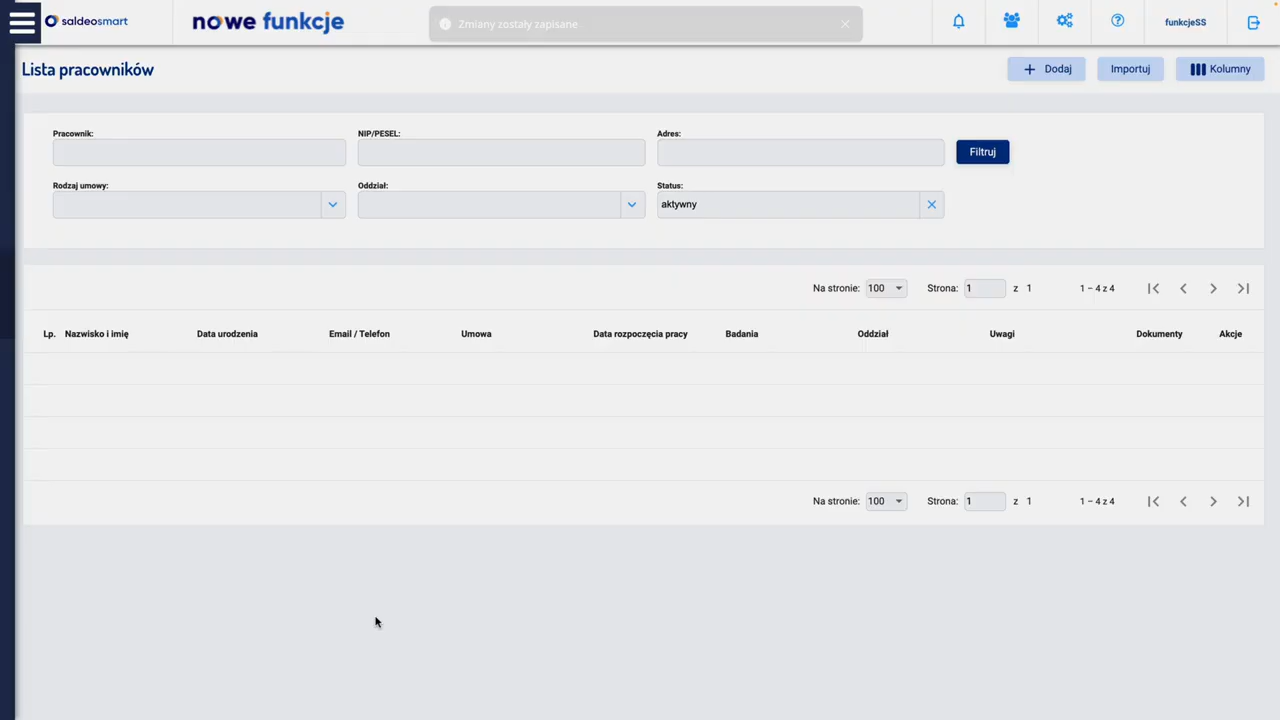 saldeosmart
nowe funkcje
Zmiany zostały zapisane
funkcjeSS
Lista pracowników
Dodaj
Importuj
Kolumny
Pracownik:
NIP/PESEL:
Adres:
Filtruj
Rodzaj umowy:
Oddział:
Status:
aktywny
Na stronie: 100 Strona: 1 z 1 1 – 4 z 4
Lp. Nazwisko i imię Data urodzenia Email / Telefon Umowa Data rozpoczęcia pracy Badania Oddział Uwagi Dokumenty Akcje
Na stronie: 100 Strona: 1 z 1 1 – 4 z 4